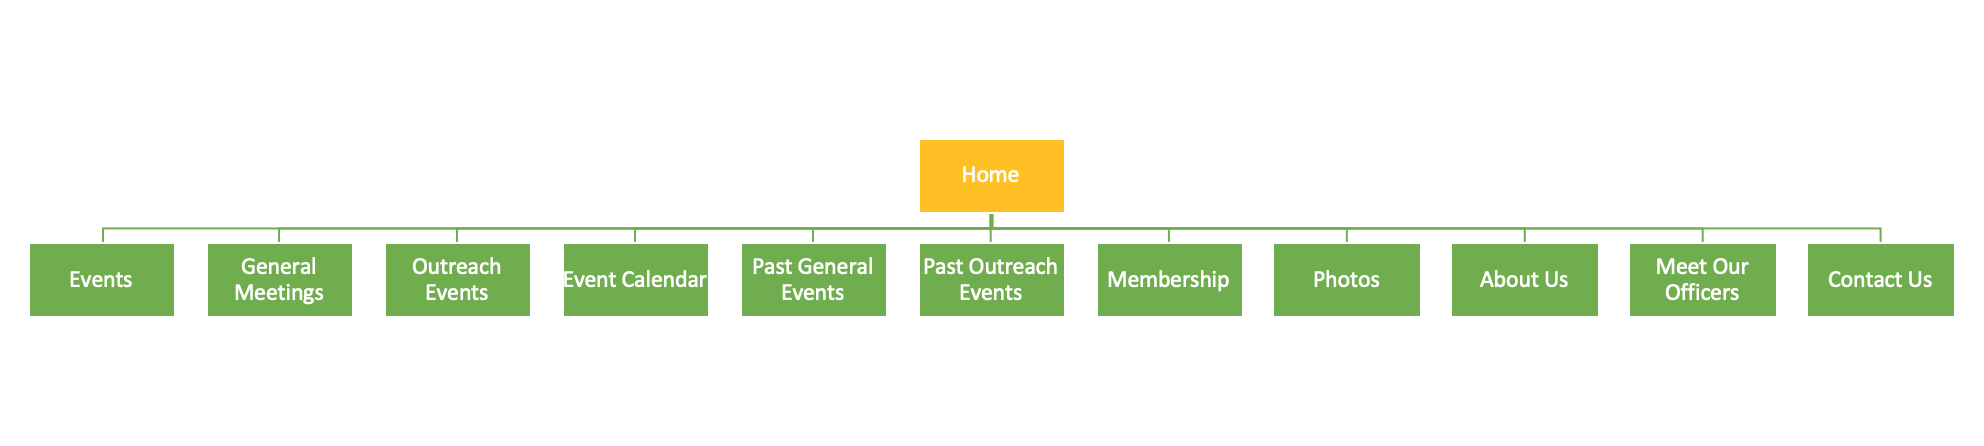 Home
Events
General
Meetings
Outreach
Events
Event Calendar
Past General
Events
Past Outreach
Events
Membership
Photos
About Us
Meet Our
Officers
Contact Us